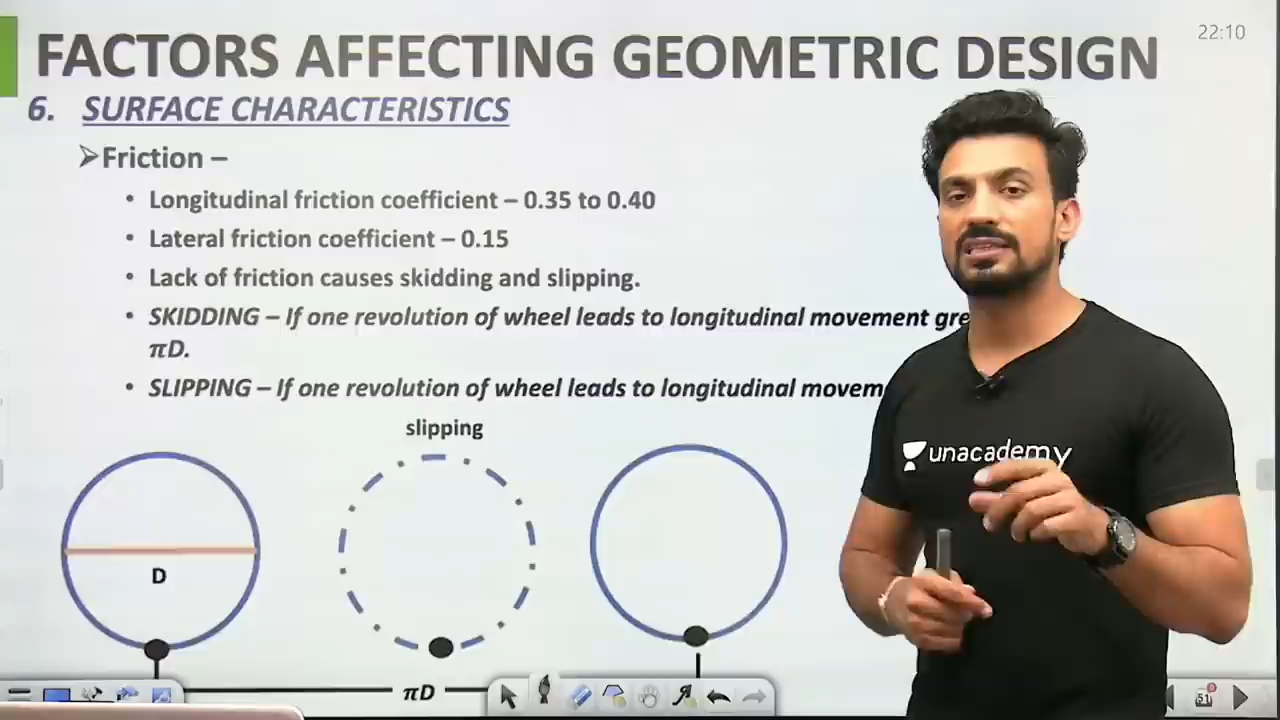 22:10
FACTORS AFFECTING GEOMETRIC DESIGN
6. SURFACE CHARACTERISTICS
➢Friction –
• Longitudinal friction coefficient – 0.35 to 0.40
• Lateral friction coefficient – 0.15
• Lack of friction causes skidding and slipping.
• SKIDDING – If one revolution of wheel leads to longitudinal movement gre
πD.
• SLIPPING – If one revolution of wheel leads to longitudinal movem
slipping
unacademy
D
πD
51